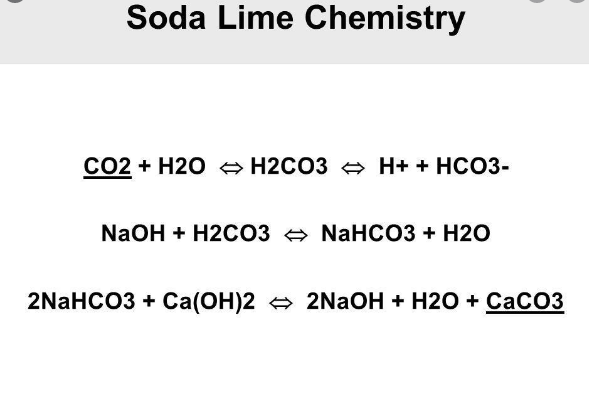 Soda Lime Chemistry
CO2 + H2O ⇔ H2CO3 ⇔ H+ + HCO3-
NaOH + H2CO3 ⇔ NaHCO3 + H2O
2NaHCO3 + Ca(OH)2 ⇔ 2NaOH + H2O + CaCO3